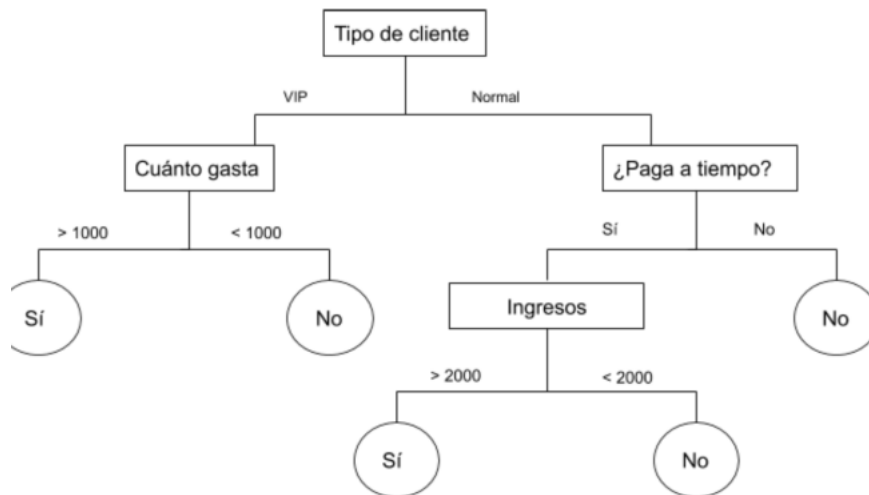 Tipo de cliente
VIP
Normal
Cuánto gasta
¿Paga a tiempo?
> 1000
< 1000
Sí
No
Sí
No
Ingresos
No
> 2000
< 2000
Sí
No